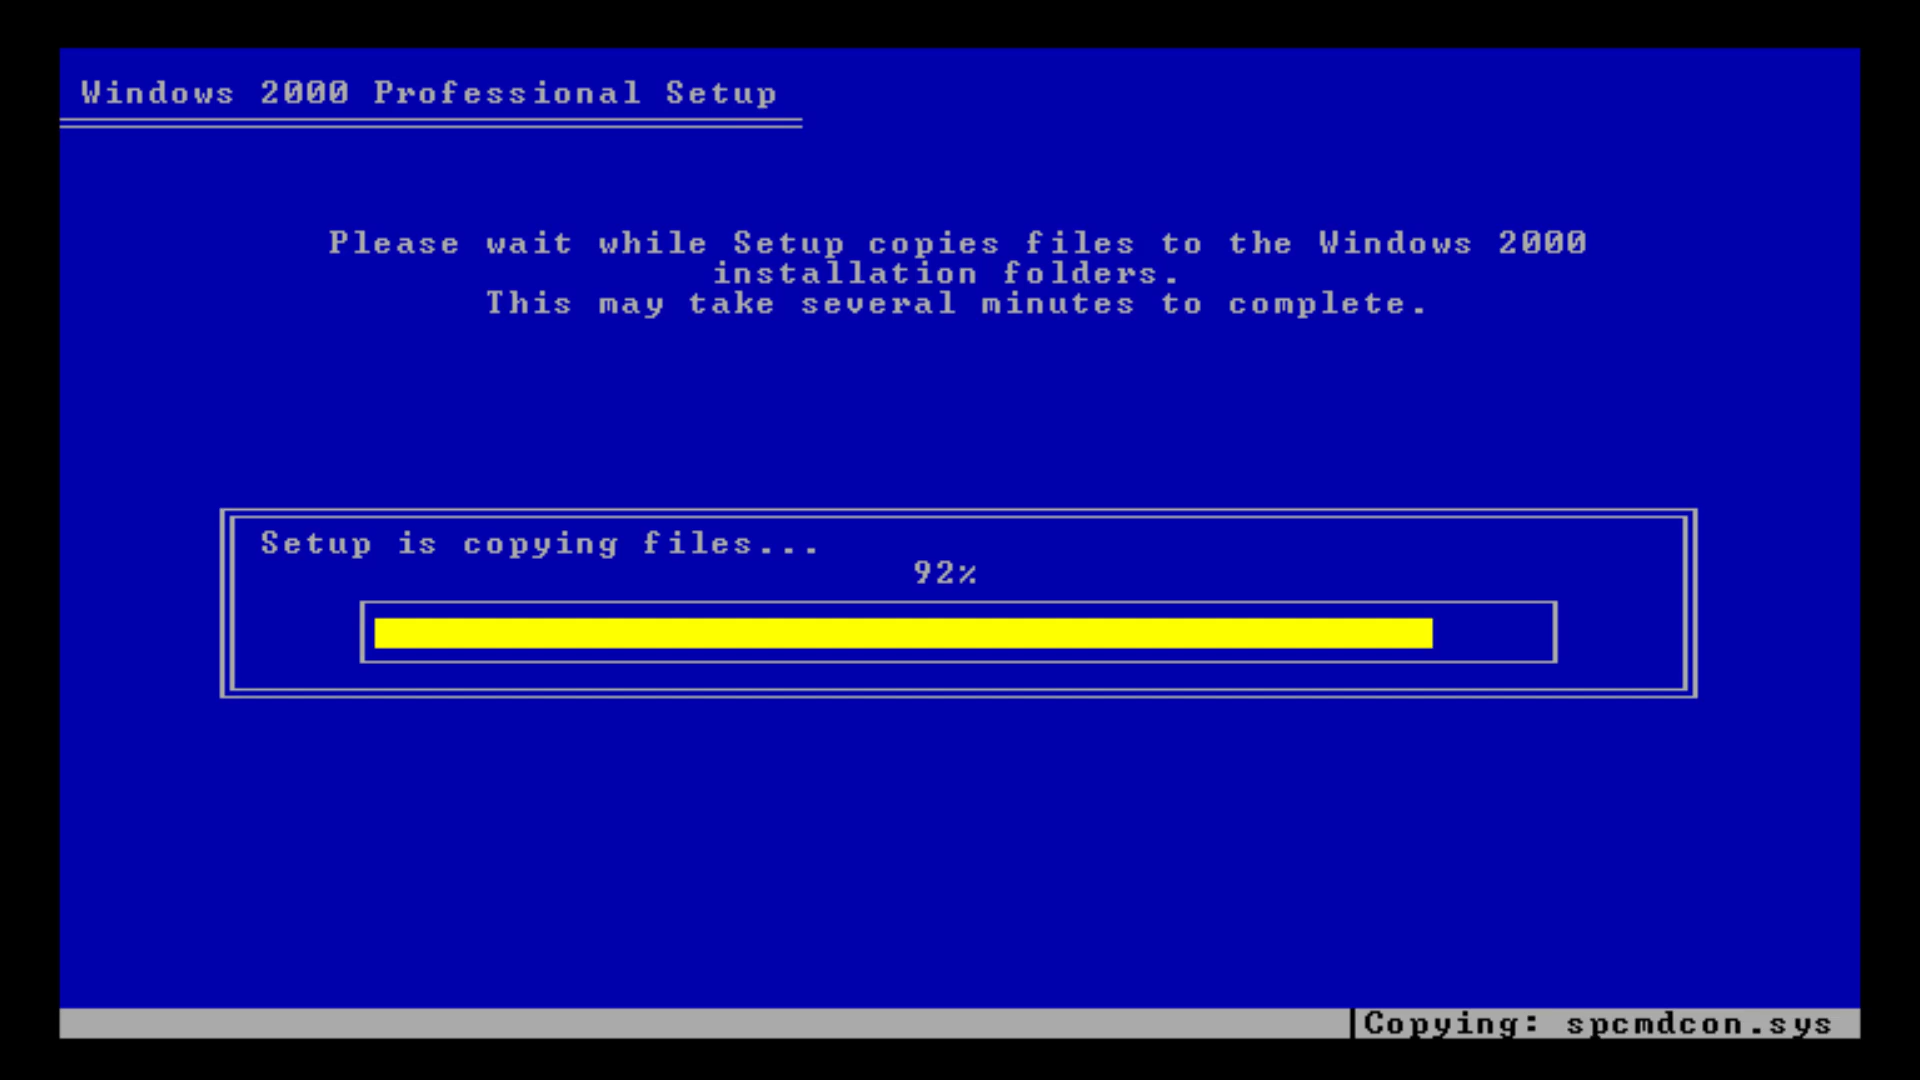 Windows 2000 Professional Setup
Please wait while Setup copies files to the Windows 2000
installation folders.
This may take several minutes to complete.
Setup is copying files...
92%
Copying: spcmdcon.sys